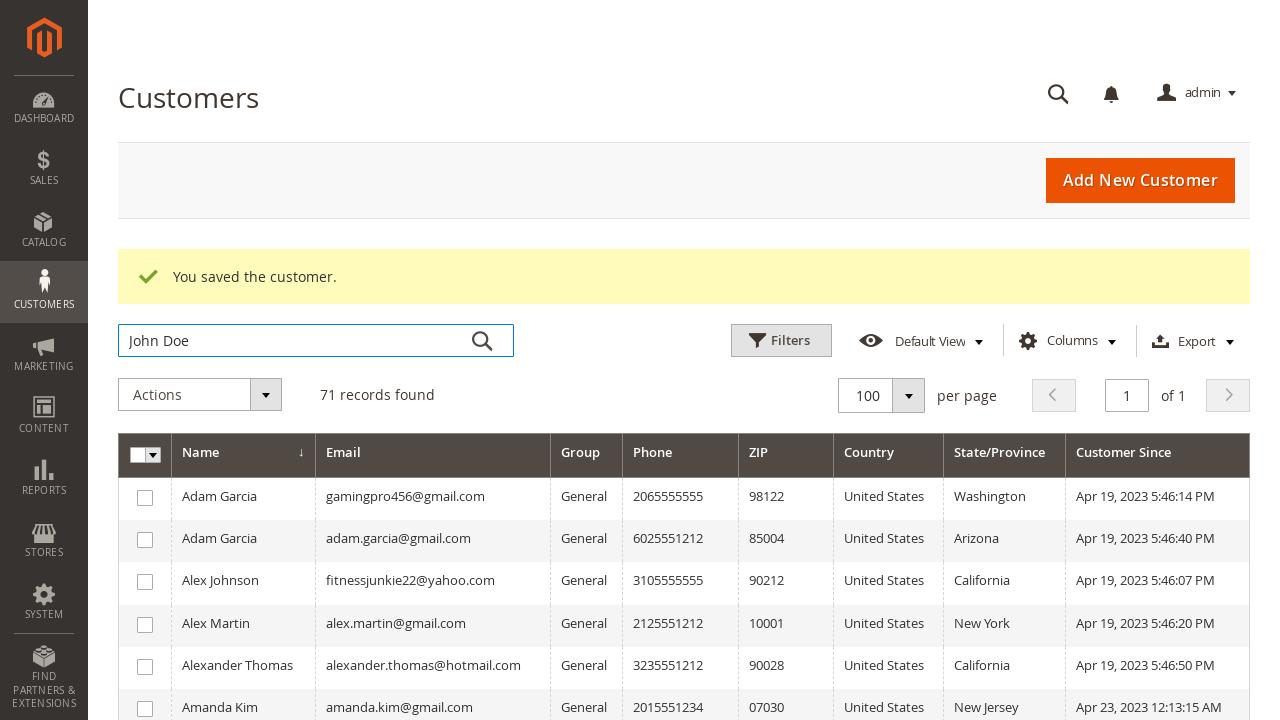 DASHBOARD
SALES
CATALOG
CUSTOMERS
MARKETING
CONTENT
REPORTS
STORES
SYSTEM
FIND
PARTNERS &
EXTENSIONS
Customers
admin
Add New Customer
You saved the customer.
John Doe
Filters
Default View
Columns
Export
Actions
71 records found
100
per page
1
of 1
Name ↓ Email Group Phone ZIP Country State/Province Customer Since
Adam Garcia gamingpro456@gmail.com General 2065555555 98122 United States Washington Apr 19, 2023 5:46:14 PM
Adam Garcia adam.garcia@gmail.com General 6025551212 85004 United States Arizona Apr 19, 2023 5:46:40 PM
Alex Johnson fitnessjunkie22@yahoo.com General 3105555555 90212 United States California Apr 19, 2023 5:46:07 PM
Alex Martin alex.martin@gmail.com General 2125551212 10001 United States New York Apr 19, 2023 5:46:20 PM
Alexander Thomas alexander.thomas@hotmail.com General 3235551212 90028 United States California Apr 19, 2023 5:46:50 PM
Amanda Kim amanda.kim@gmail.com General 2015551234 07030 United States New Jersey Apr 23, 2023 12:13:15 AM